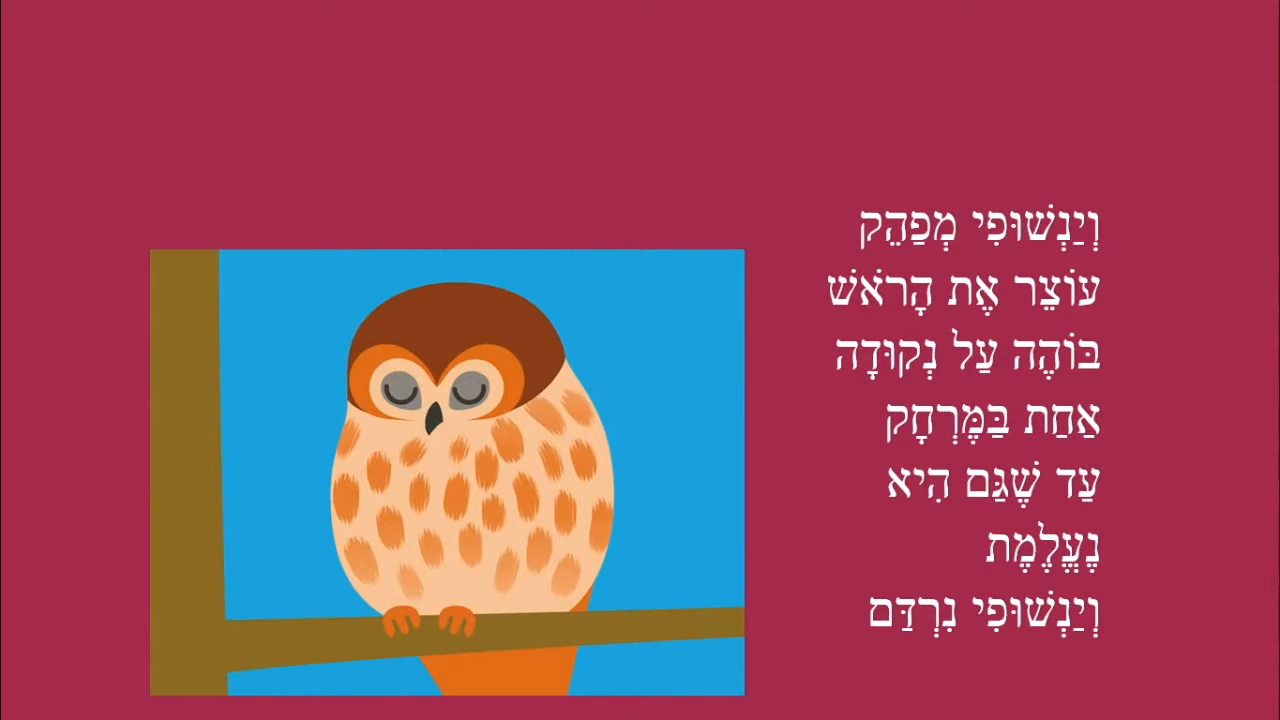 וְיַנְשׁוּפִי מְפַהֵק
עוֹצֵר אֶת הָרֹאשׁ
בּוֹהֶה עַל נְקוּדָה
אַחַת בַּמֶּרְחָק
עַד שֶׁגַּם הִיא
נֶעֱלֶמֶת
וְיַנְשׁוּפִי נִרְדַּם